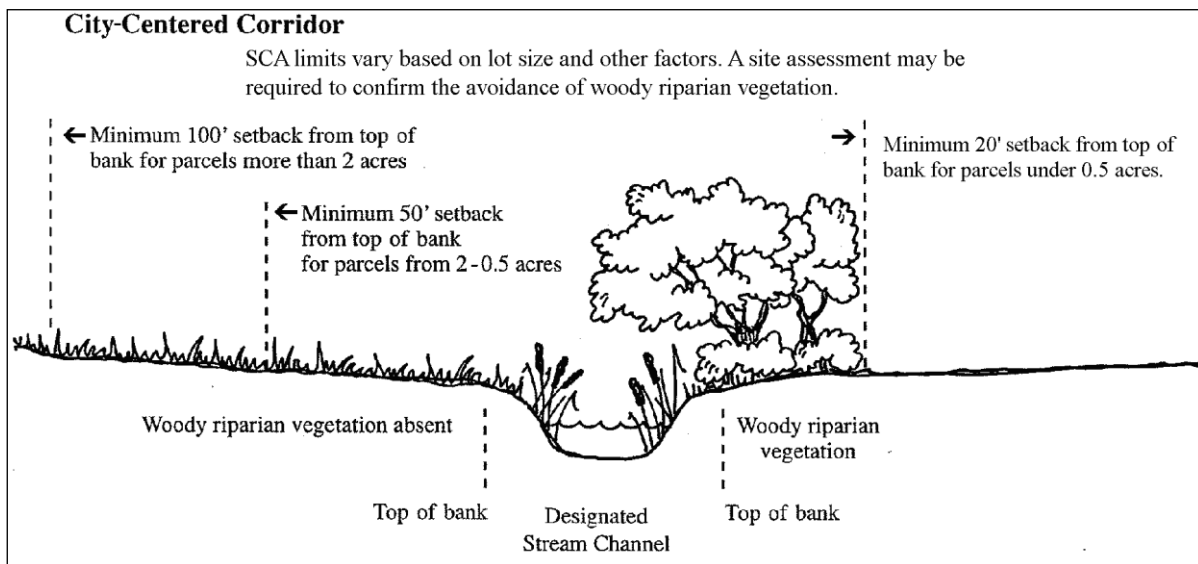 City-Centered Corridor
SCA limits vary based on lot size and other factors. A site assessment may be
required to confirm the avoidance of woody riparian vegetation.
Minimum 100' setback from top of
bank for parcels more than 2 acres
Minimum 20' setback from top of
bank for parcels under 0.5 acres.
Minimum 50' setback
from top of bank
for parcels from 2-0.5 acres
Woody riparian vegetation absent
Woody riparian
vegetation
Top of bank
Designated
Stream Channel
Top of bank